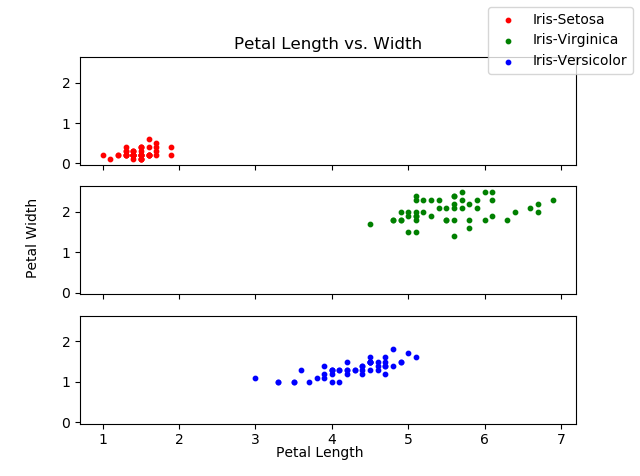 Iris-Setosa
Iris-Virginica
Iris-Versicolor
Petal Length vs. Width
2
1
0
Petal Width
2
1
0
2
1
0
1 2 3 4 5 6 7
Petal Length